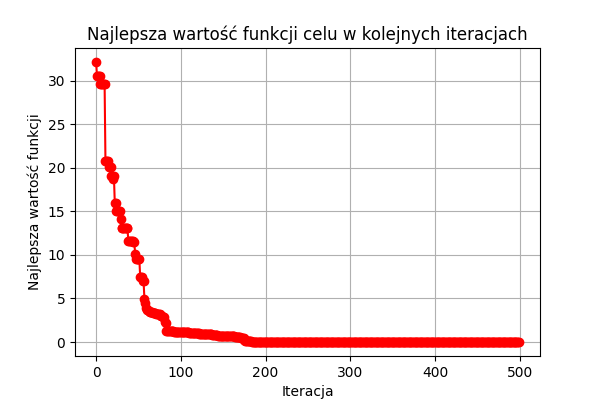 Najlepsza wartość funkcji celu w kolejnych iteracjach
Najlepsza wartość funkcji
30
25
20
15
10
5
0
0 100 200 300 400 500
Iteracja